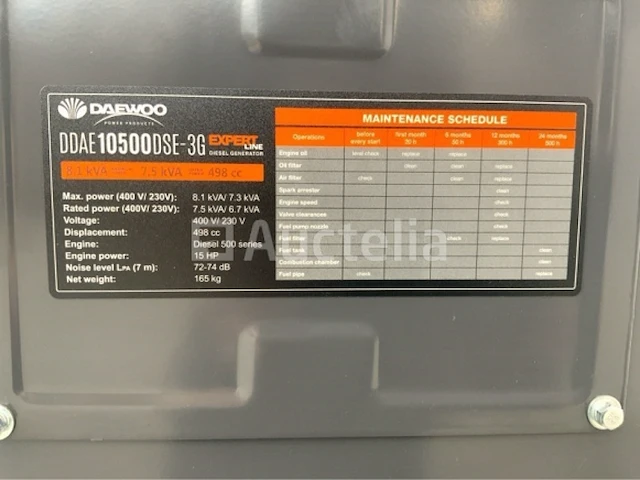 DAEWOO
POWER PRODUCTS
DDAE10500DSE-3G EXPERT LINE
DIESEL GENERATOR
8.1 kVA 7.5 kVA 498 cc
Max. power (400 V/ 230V): 8.1 kVA/ 7.3 kVA
Rated power (400V/ 230V): 7.5 kVA/ 6.7 kVA
Voltage: 400 V/ 230 V
Displacement: 498 cc
Engine: Diesel 500 series
Engine power: 15 HP
Noise level LPA (7 m): 72-74 dB
Net weight: 165 kg
MAINTENANCE SCHEDULE
Operations before every start first month 20 h 6 months 50 h 12 months 24 months
Engine oil level check replace replace
Oil filter clean replace
Air filter check clean replace
Spark arrestor clean
Engine speed check
Valve clearances check
Fuel pump nozzle check
Fuel filter check replace
Fuel tank clean
Combustion chamber clean
Fuel pipe check replace
Auctelia